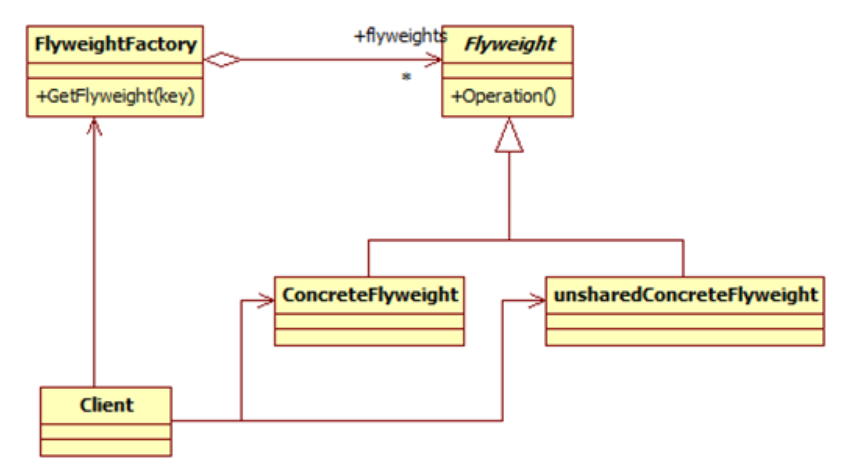 FlyweightFactory
+GetFlyweight(key)
+flyweights
*
Flyweight
+Operation()
ConcreteFlyweight
unsharedConcreteFlyweight
Client